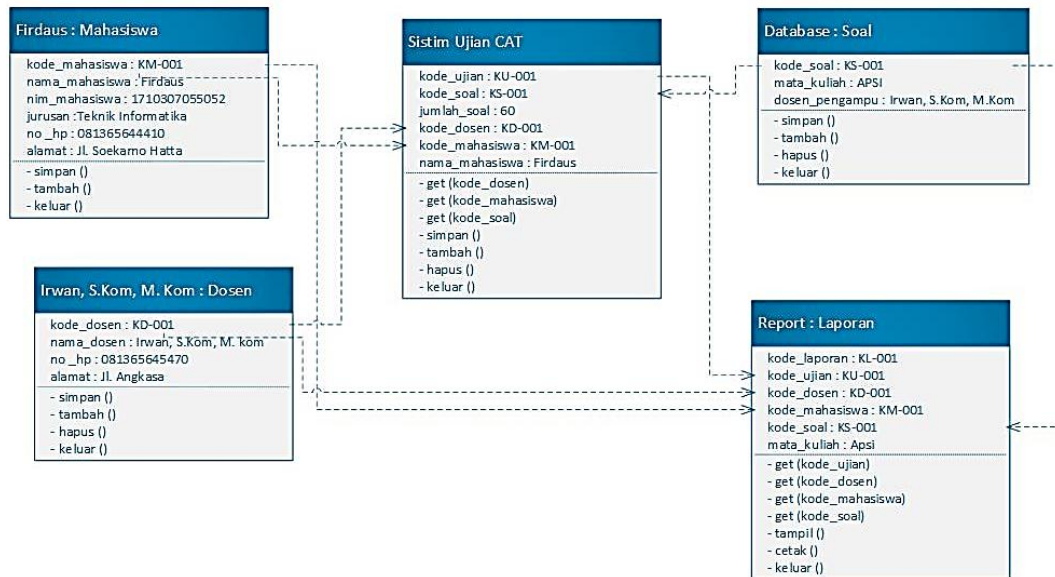 Firdaus : Mahasiswa
kode_mahasiswa : KM-001
nama_mahasiswa : Firdaus
nim_mahasiswa : 1710307055052
jurusan :Teknik Informatika
no _hp : 081365644410
alamat : Jl. Soekarno Hatta
- simpan ()
- tambah ()
- keluar ()
Sistim Ujian CAT
kode_ujian : KU-001
kode_soal : KS-001
jumlah_soal : 60
kode_dosen : KD-001
kode_mahasiswa : KM-001
nama_mahasiswa : Firdaus
- get (kode_dosen)
- get (kode_mahasiswa)
- get (kode_soal)
- simpan ()
- tambah ()
- hapus ()
- keluar ()
Database : Soal
kode_soal : KS-001
mata_kuliah : APSI
dosen_pengampu : Irwan, S.Kom, M.Kom
- simpan ()
- tambah ()
- hapus ()
- keluar ()
Irwan, S.Kom, M. Kom : Dosen
kode_dosen : KD-001
nama_dosen : Irwan, S.Kom, M. kom
no _hp : 081365645470
alamat : Jl. Angkasa
- simpan ()
- tambah ()
- hapus ()
- keluar ()
Report : Laporan
kode_laporan : KL-001
kode_ujian : KU-001
kode_dosen : KD-001
kode_mahasiswa : KM-001
kode_soal : KS-001
mata_kuliah : Apsi
- get (kode_ujian)
- get (kode_dosen)
- get (kode_mahasiswa)
- get (kode_soal)
- tampil ()
- cetak ()
- keluar ()